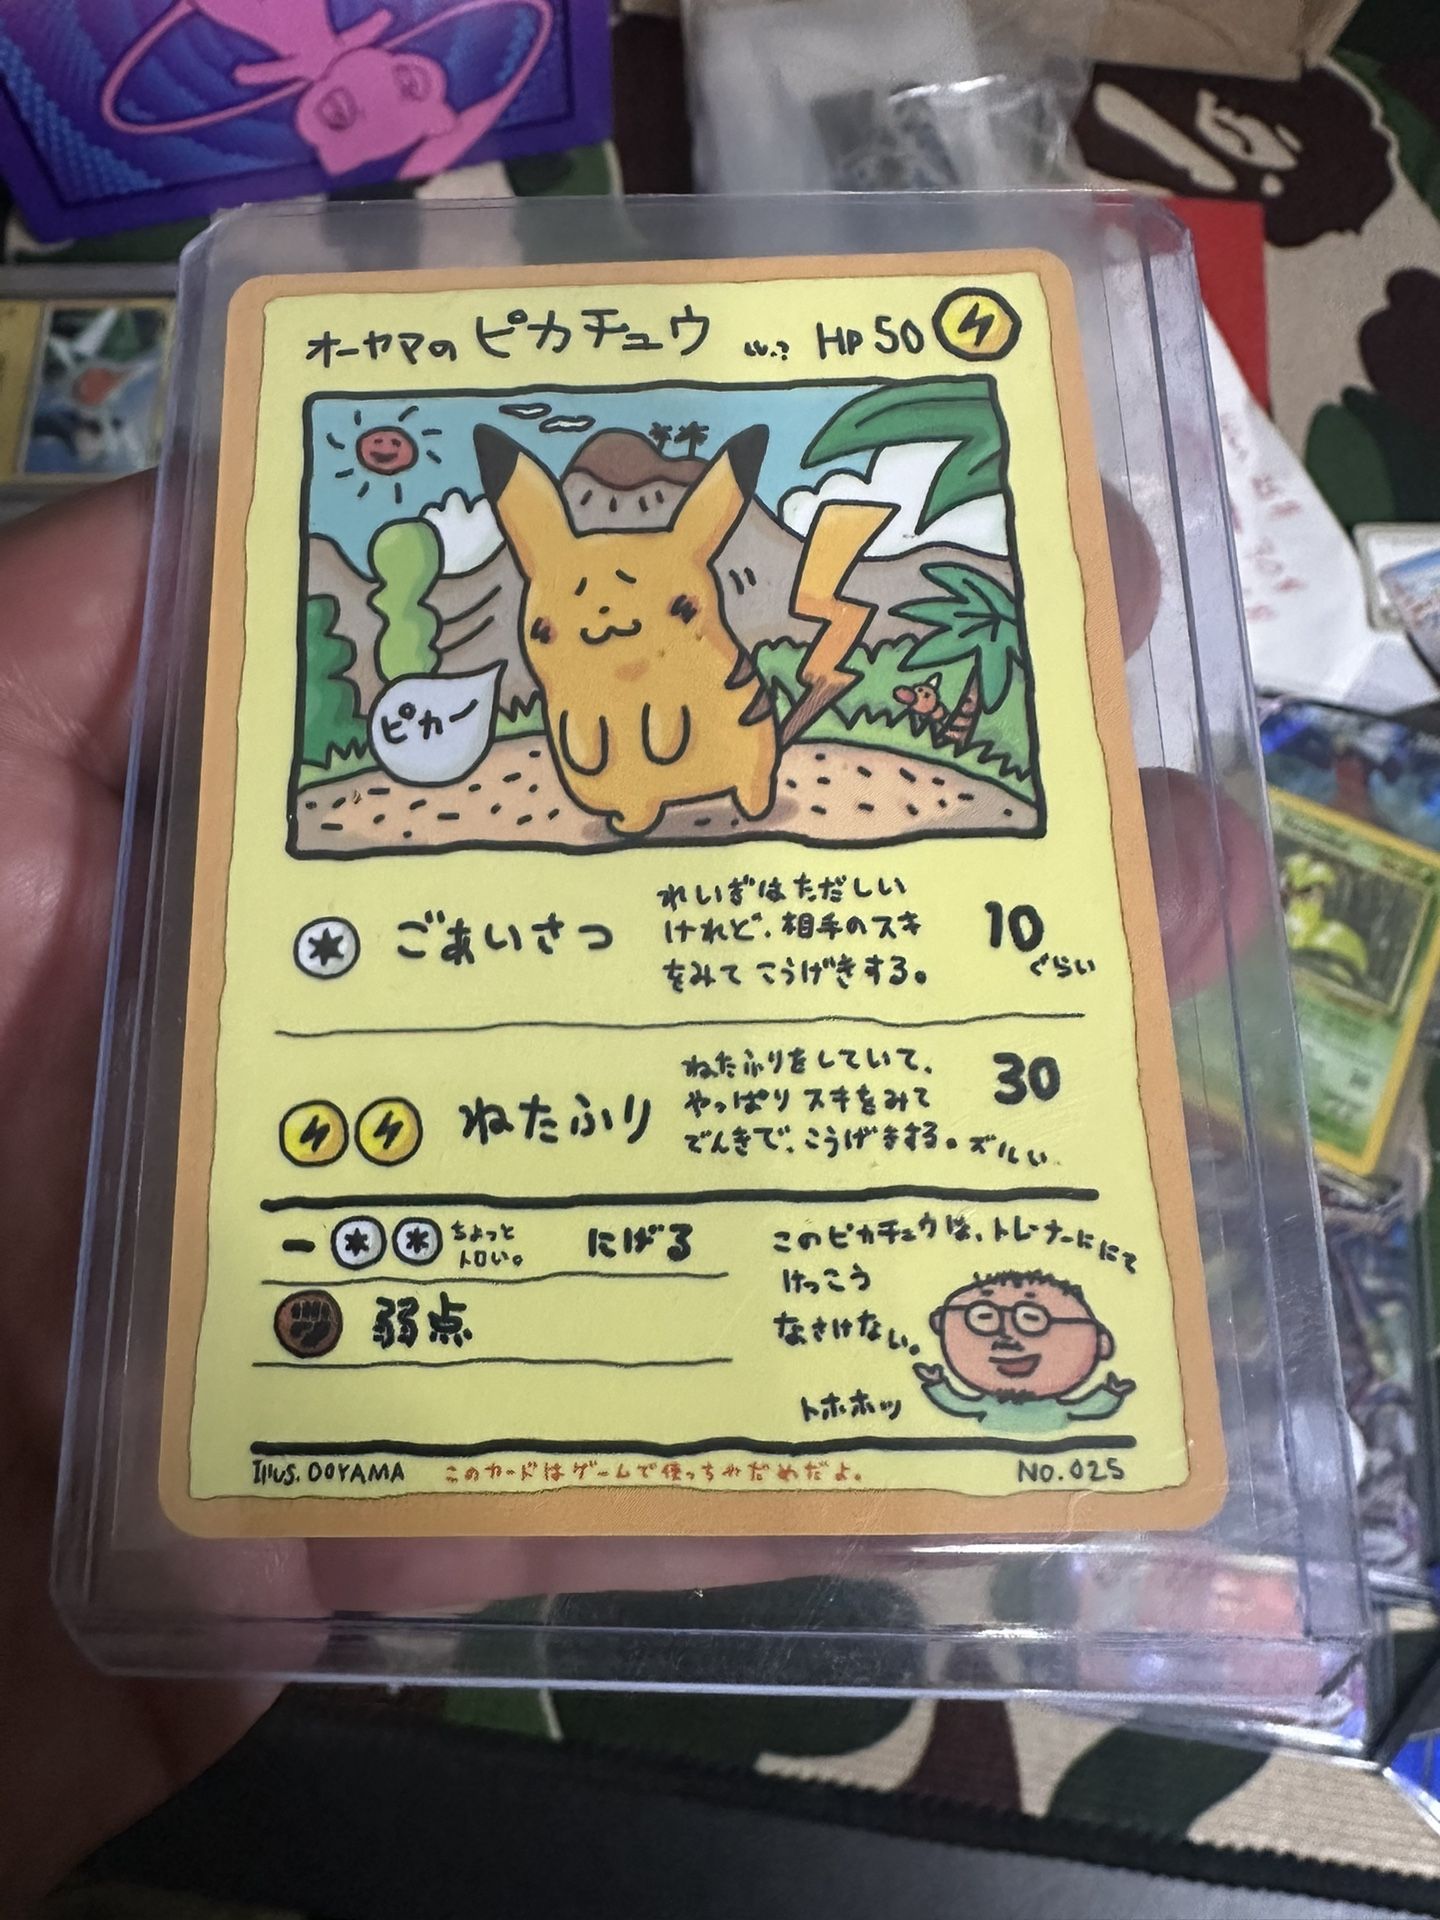 オーヤマの ピカチュウ LV.? HP 50
ピカー
ごあいさつ
れいぎはただしい
けれど、相手のスキ
をみて こうげきする。
10
ぐらい
ねたふり
ねたふりをしていて、
やっぱり スキをみて
でんきで、こうげきする。ズルい
30
ー
ちょっと
トロい。
にげる
弱点
このピカチュウは、トレーナーににて
けっこう
なさけない。
トホホッ
Illus. OOYAMA
このカードはゲームで使っちゃだめだよ。
NO.025